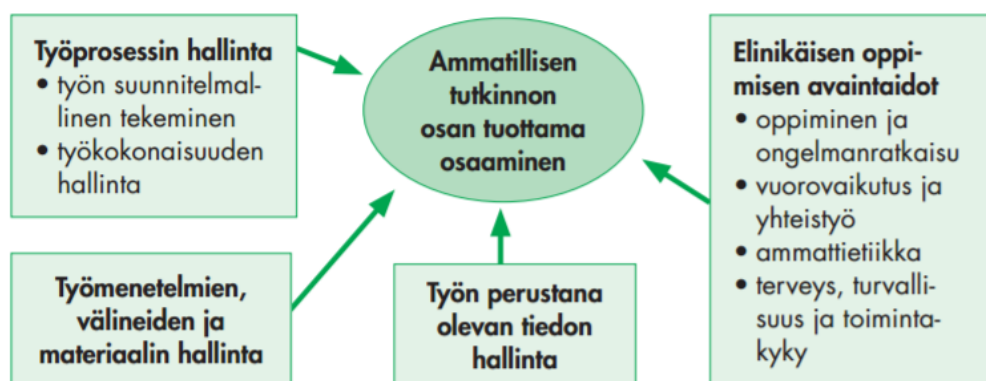 Työprosessin hallinta
• työn suunnitelmal-
linen tekeminen
• työkokonaisuuden
hallinta
Ammatillisen
tutkinnon
osan tuottama
osaaminen
Elinikäisen oppi-
misen avaintaidot
• oppiminen ja
ongelmanratkaisu
• vuorovaikutus ja
yhteistyö
• ammattietiikka
• terveys, turvalli-
suus ja toiminta-
kyky
Työmenetelmien,
välineiden ja
materiaalin hallinta
Työn perustana
olevan tiedon
hallinta